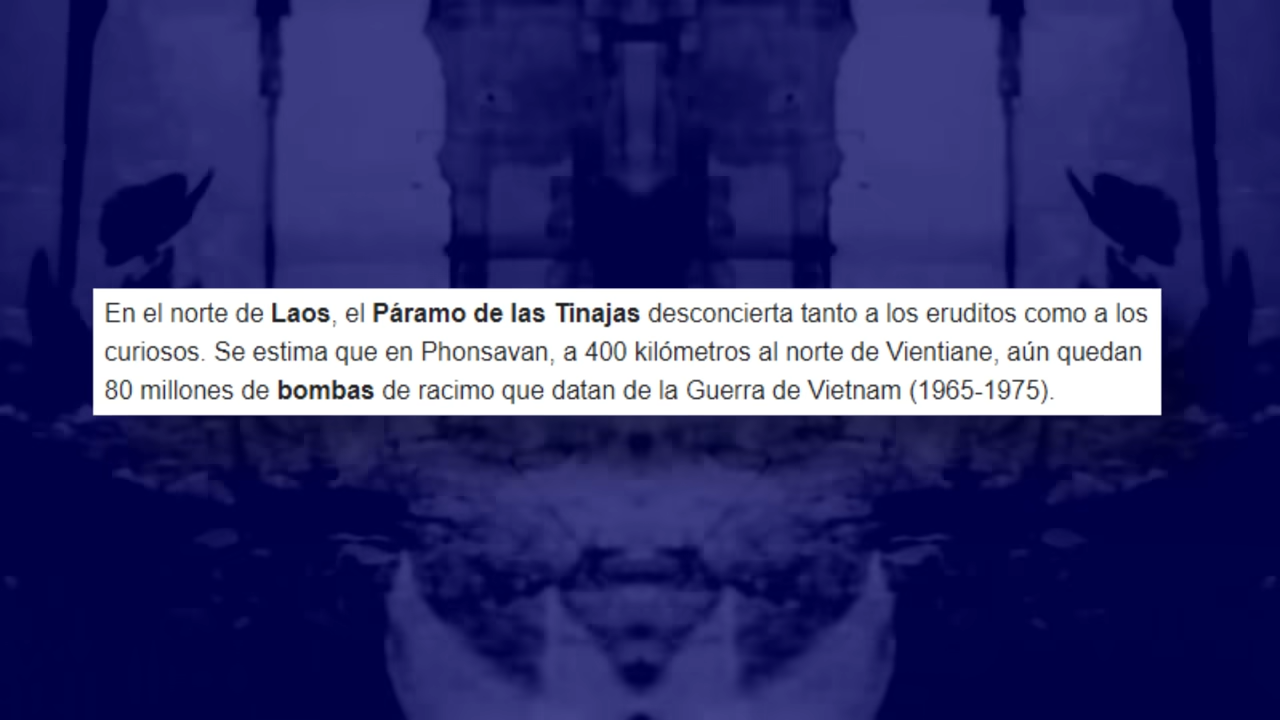 En el norte de Laos, el Páramo de las Tinajas desconcierta tanto a los eruditos como a los
curiosos. Se estima que en Phonsavan, a 400 kilómetros al norte de Vientiane, aún quedan
80 millones de bombas de racimo que datan de la Guerra de Vietnam (1965-1975).